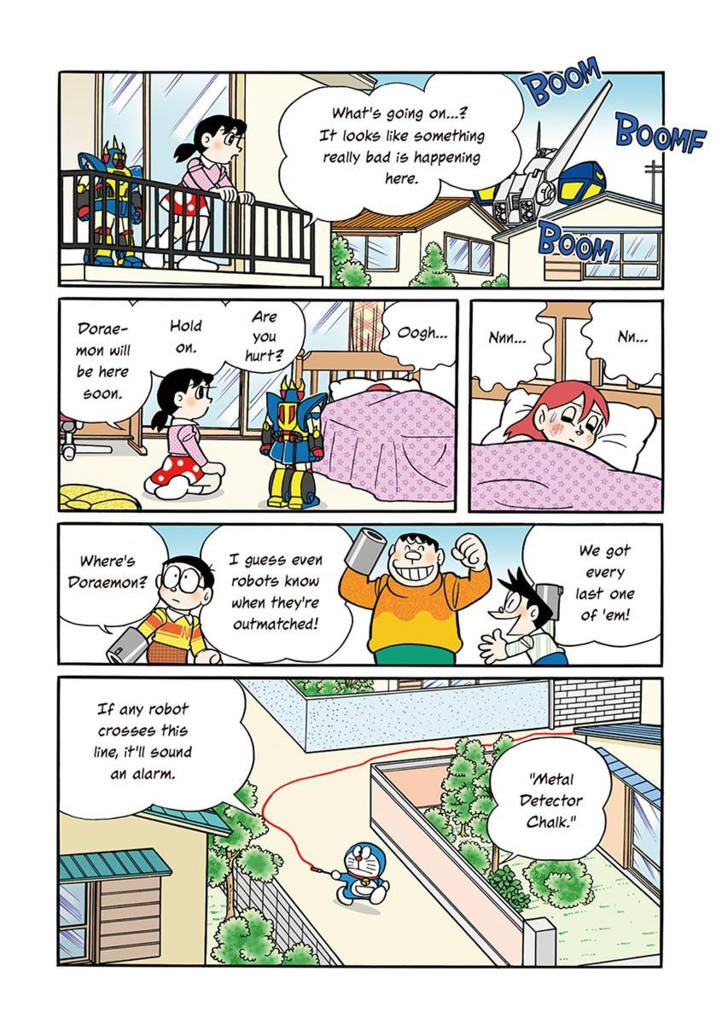 What's going on...?
It looks like something
really bad is happening
here.
BOOM
BOOMF
BOOM
Dorae-
mon will
be here
soon.
Hold
on.
Are
you
hurt?
Oogh...
Nnn...
Nn...
Where's
Doraemon?
I guess even
robots know
when they're
outmatched!
We got
every
last one
of 'em!
If any robot
crosses this
line, it'll sound
an alarm.
"Metal
Detector
Chalk."